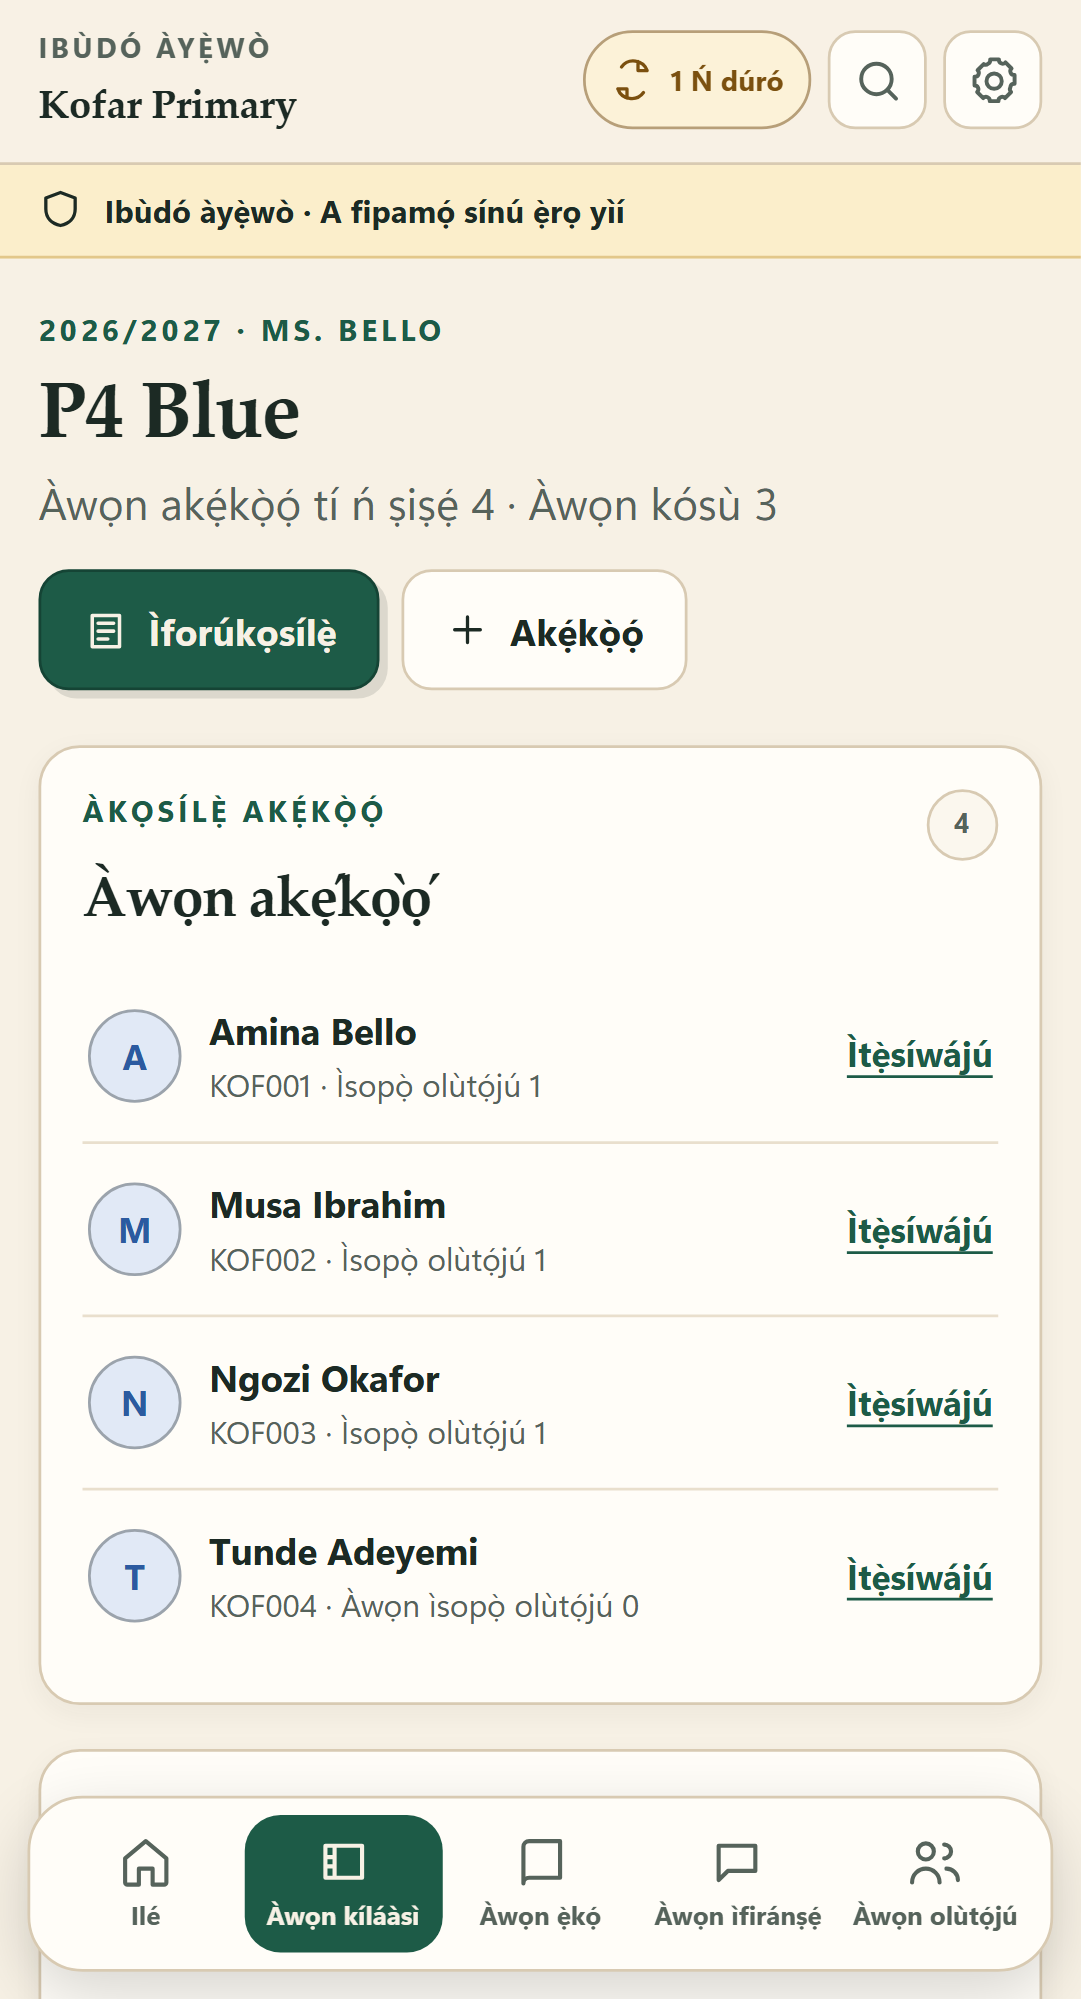 IBÙDÓ ÀYẸ̀WÒ
Kofar Primary
1 Ń dúró
Ibùdó àyẹ̀wò · A fipamọ́ sínú ẹ̀rọ yìí
2026/2027 · MS. BELLO
P4 Blue
Àwọn akẹ́kọ̀ọ́ tí ń ṣiṣẹ́ 4 · Àwọn kósù 3
Ìforúkọsílẹ̀
Akẹ́kọ̀ọ́
ÀKỌSÍLẸ̀ AKẸ́KỌ̀Ọ́
4
Àwọn akẹ́kọ̀ọ́
A
Amina Bello
KOF001 · Ìsopọ̀ olùtọ́jú 1
Ìtẹ̀síwájú
M
Musa Ibrahim
KOF002 · Ìsopọ̀ olùtọ́jú 1
Ìtẹ̀síwájú
N
Ngozi Okafor
KOF003 · Ìsopọ̀ olùtọ́jú 1
Ìtẹ̀síwájú
T
Tunde Adeyemi
KOF004 · Àwọn ìsopọ̀ olùtọ́jú 0
Ìtẹ̀síwájú
Ilé
Àwọn kíláàsì
Àwọn ẹ̀kọ́
Àwọn ìfiránṣẹ́
Àwọn olùtọ́jú